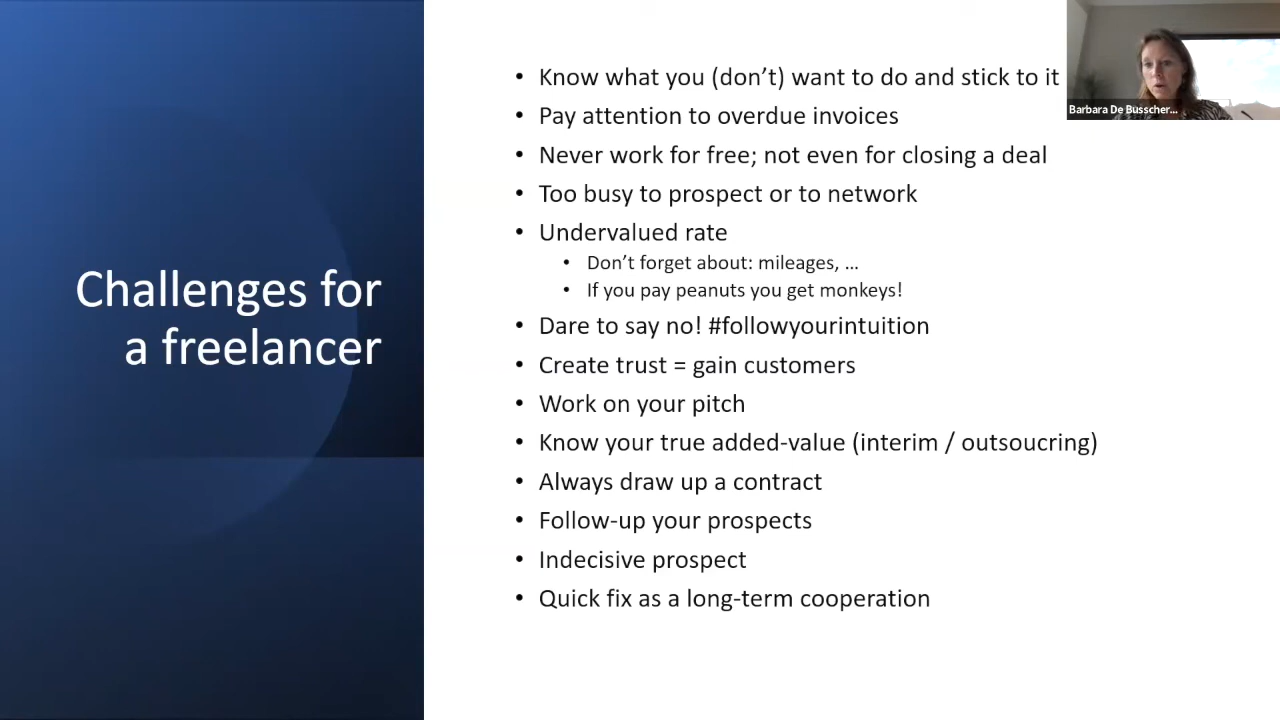 Challenges for
a freelancer
• Know what you (don’t) want to do and stick to it
• Pay attention to overdue invoices
• Never work for free; not even for closing a deal
• Too busy to prospect or to network
• Undervalued rate
• Don’t forget about: mileages, …
• If you pay peanuts you get monkeys!
• Dare to say no! #followyourintuition
• Create trust = gain customers
• Work on your pitch
• Know your true added-value (interim / outsoucring)
• Always draw up a contract
• Follow-up your prospects
• Indecisive prospect
• Quick fix as a long-term cooperation
Barbara De Busscher...